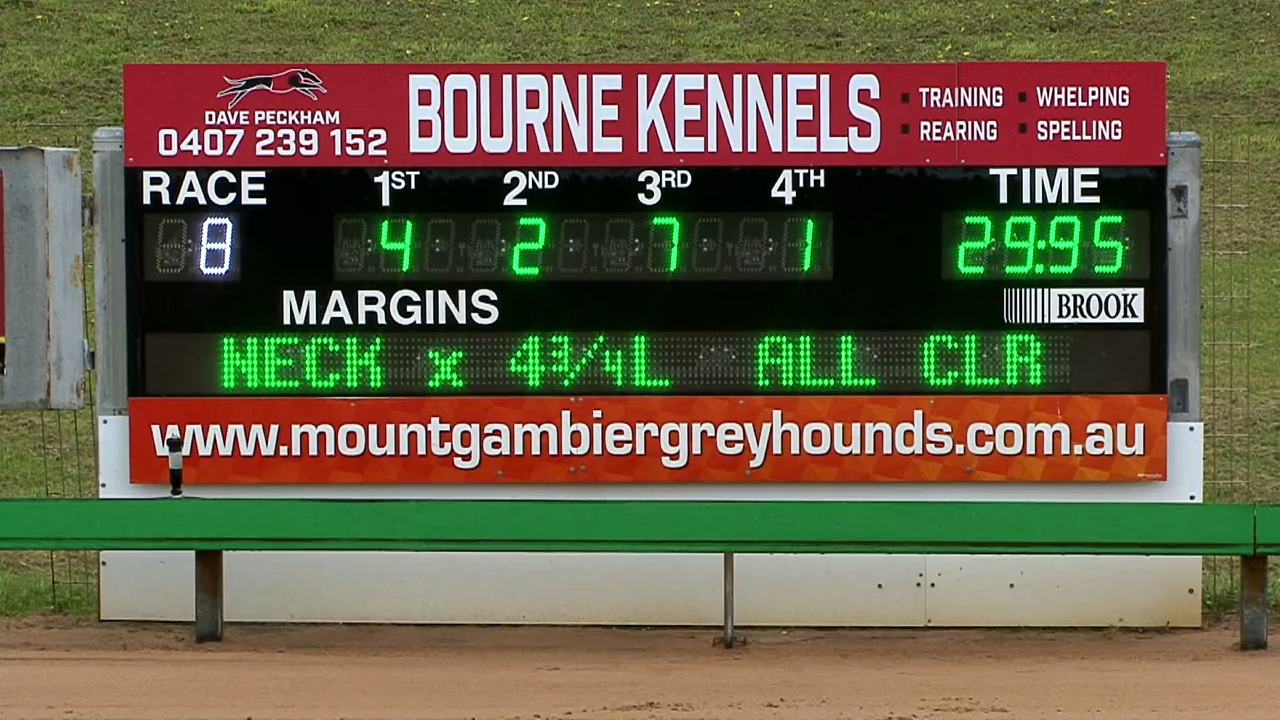 DAVE PECKHAM
0407 239 152
BOURNE KENNELS
▪ TRAINING ▪ WHELPING
▪ REARING ▪ SPELLING
RACE 1ST 2ND 3RD 4TH TIME
8 4 2 7 1 29:95
MARGINS BROOK
NECK x 4¾L ALL CLR
www.mountgambiergreyhounds.com.au